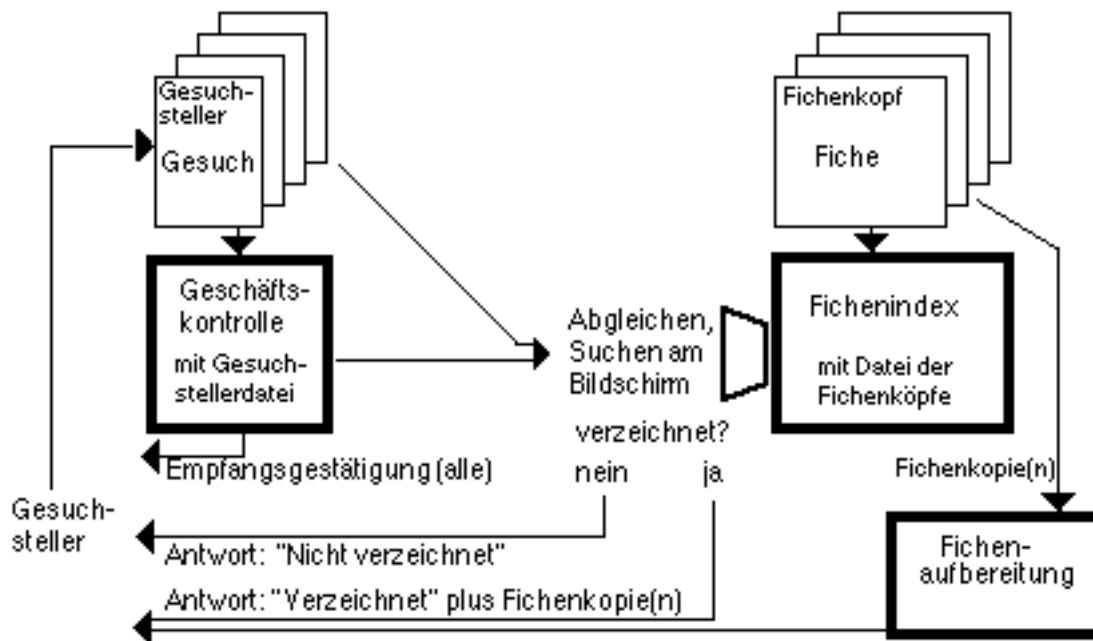 Gesuch-
steller
Gesuch
Fichenkopf
Fiche
Geschäfts-
kontrolle
mit Gesuch-
stellerdatei
Abgleichen,
Suchen am
Bildschirm
Fichenindex
mit Datei der
Fichenköpfe
verzeichnet?
nein ja
Empfangsgestätigung (alle)
Fichenkopie(n)
Gesuch-
steller
Antwort: "Nicht verzeichnet"
Antwort: "Verzeichnet" plus Fichenkopie(n)
Fichen-
aufbereitung